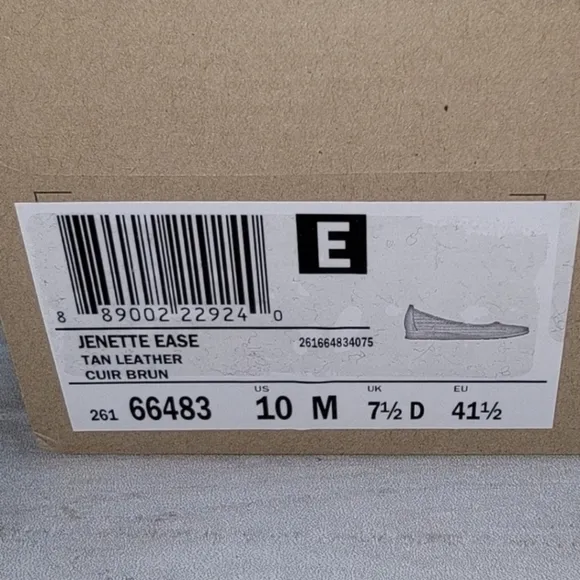 E
8 89002 22924 0
JENETTE EASE 261664834075
TAN LEATHER
CUIR BRUN
US UK EU
261 66483 10 M 7½ D 41½